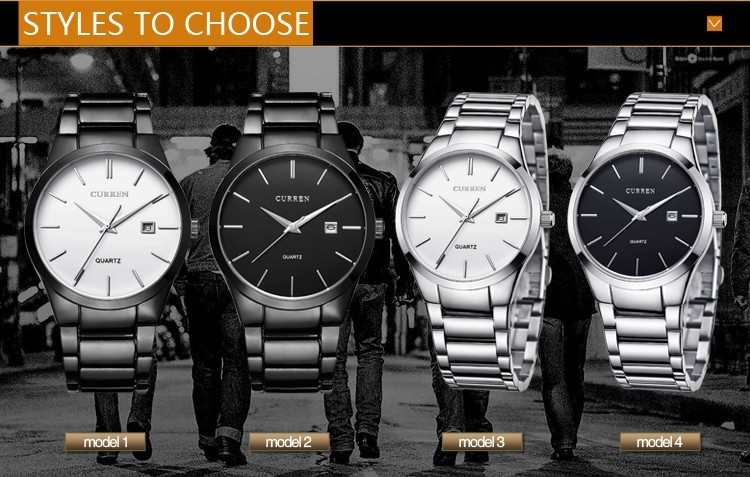 STYLES TO CHOOSE
CURREN
QUARTZ
CURREN
QUARTZ
CURREN
QUARTZ
CURREN
QUARTZ
model 1
model 2
model 3
model 4